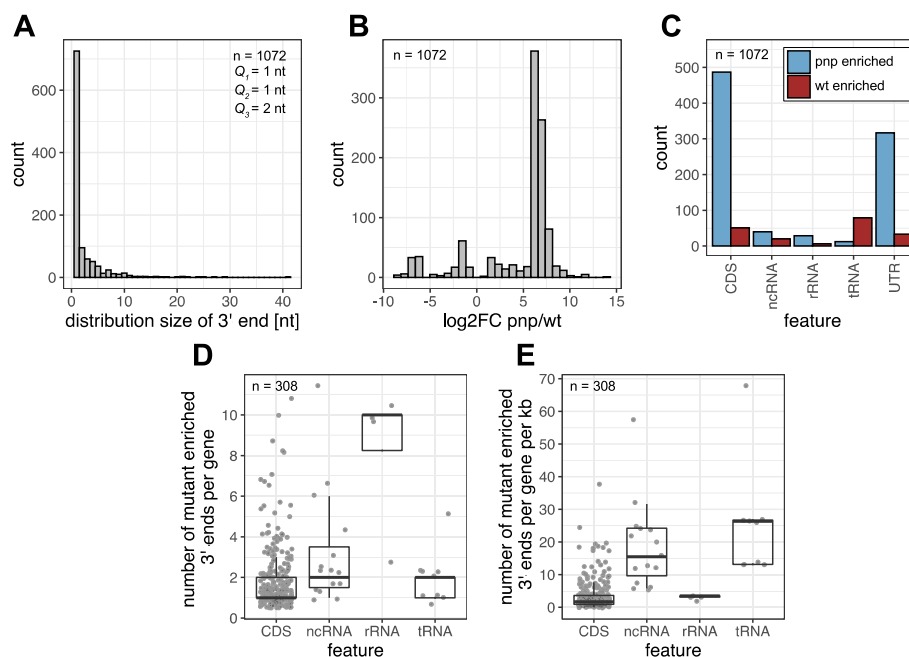 A
n = 1072
Q1 = 1 nt
Q2 = 1 nt
Q3 = 2 nt
count
600
400
200
0
0 10 20 30 40
distribution size of 3' end [nt]
B
n = 1072
count
300
200
100
0
-10 -5 0 5 10 15
log2FC pnp/wt
C
n = 1072
pnp enriched
wt enriched
count
500
400
300
200
100
0
CDS ncRNA rRNA tRNA UTR
feature
D
n = 308
number of mutant enriched
3' ends per gene
10
8
6
4
2
0
CDS ncRNA rRNA tRNA
feature
E
n = 308
number of mutant enriched
3' ends per gene per kb
70
60
50
40
30
20
10
0
CDS ncRNA rRNA tRNA
feature